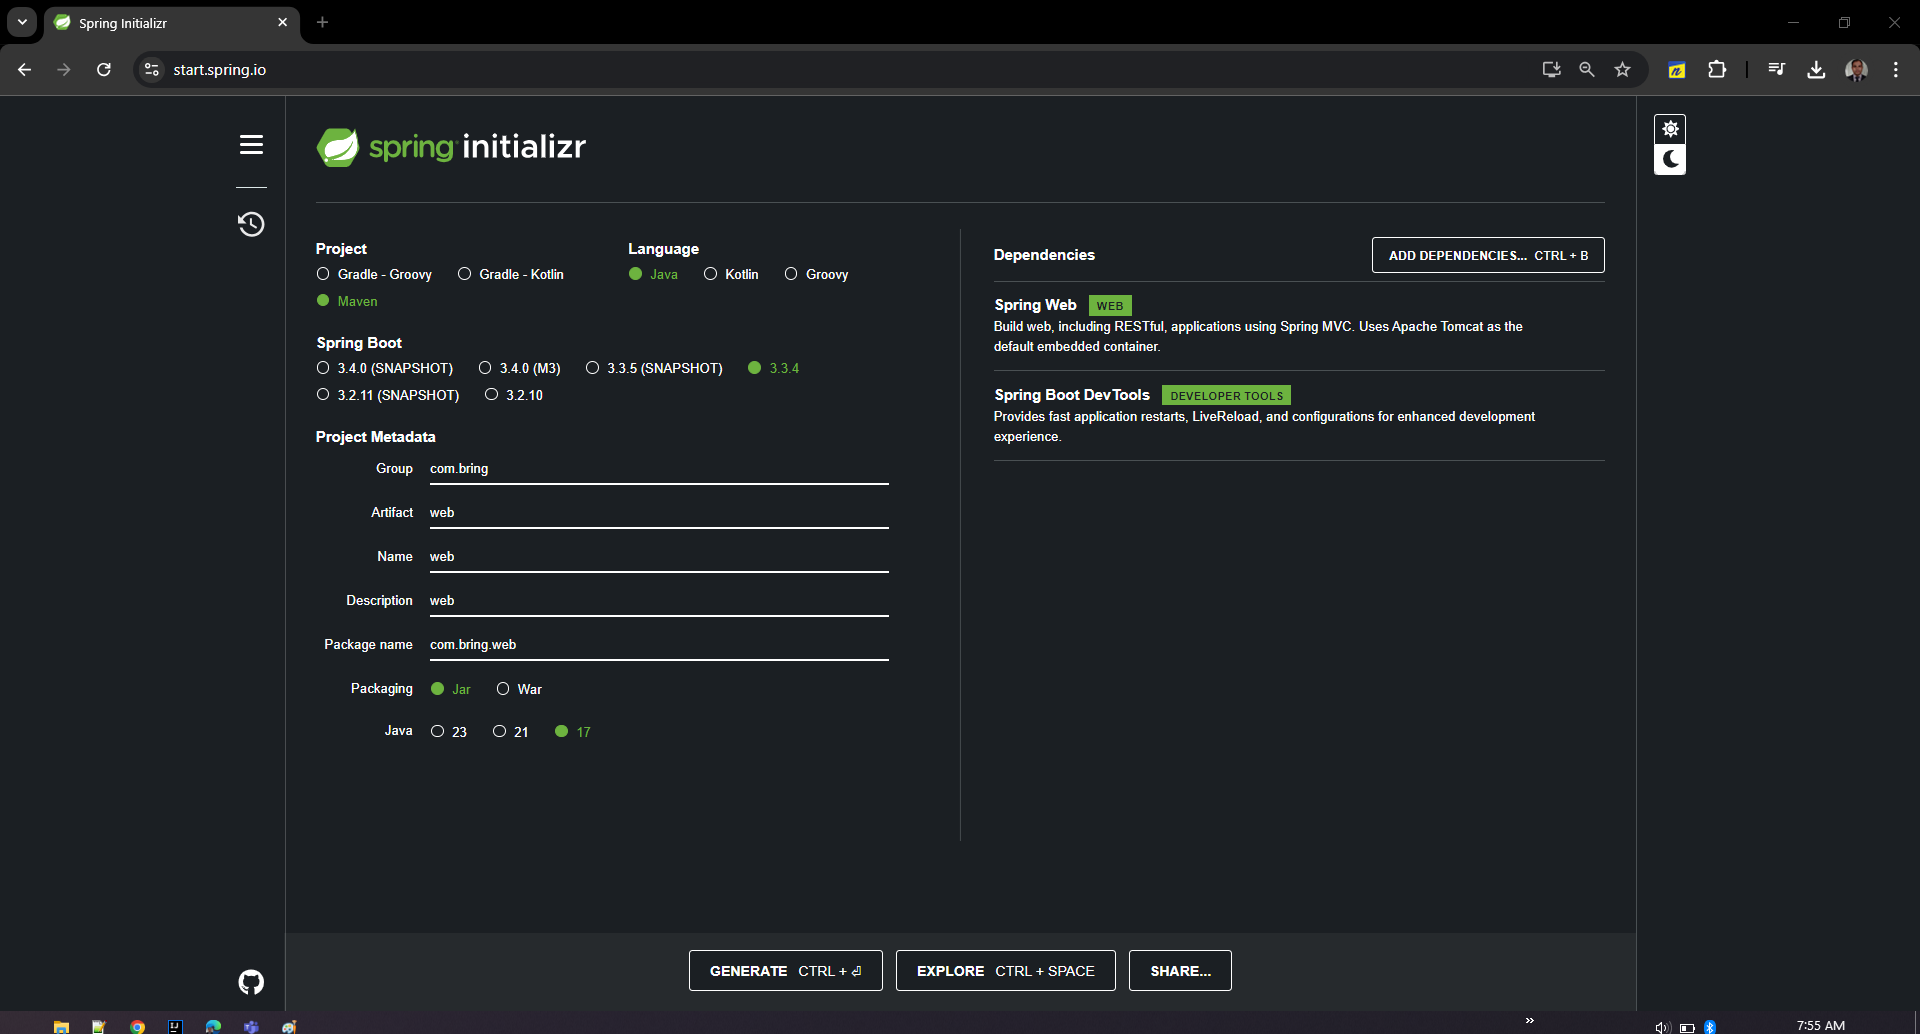 Spring Initializr
start.spring.io
spring initializr
Project
Gradle - Groovy Gradle - Kotlin
Maven
Language
Java Kotlin Groovy
Spring Boot
3.4.0 (SNAPSHOT) 3.4.0 (M3) 3.3.5 (SNAPSHOT) 3.3.4
3.2.11 (SNAPSHOT) 3.2.10
Project Metadata
Group com.bring
Artifact web
Name web
Description web
Package name com.bring.web
Packaging Jar War
Java 23 21 17
Dependencies ADD DEPENDENCIES... CTRL + B
Spring Web WEB
Build web, including RESTful, applications using Spring MVC. Uses Apache Tomcat as the
default embedded container.
Spring Boot DevTools DEVELOPER TOOLS
Provides fast application restarts, LiveReload, and configurations for enhanced development
experience.
GENERATE CTRL + ⏎ EXPLORE CTRL + SPACE SHARE...
7:55 AM